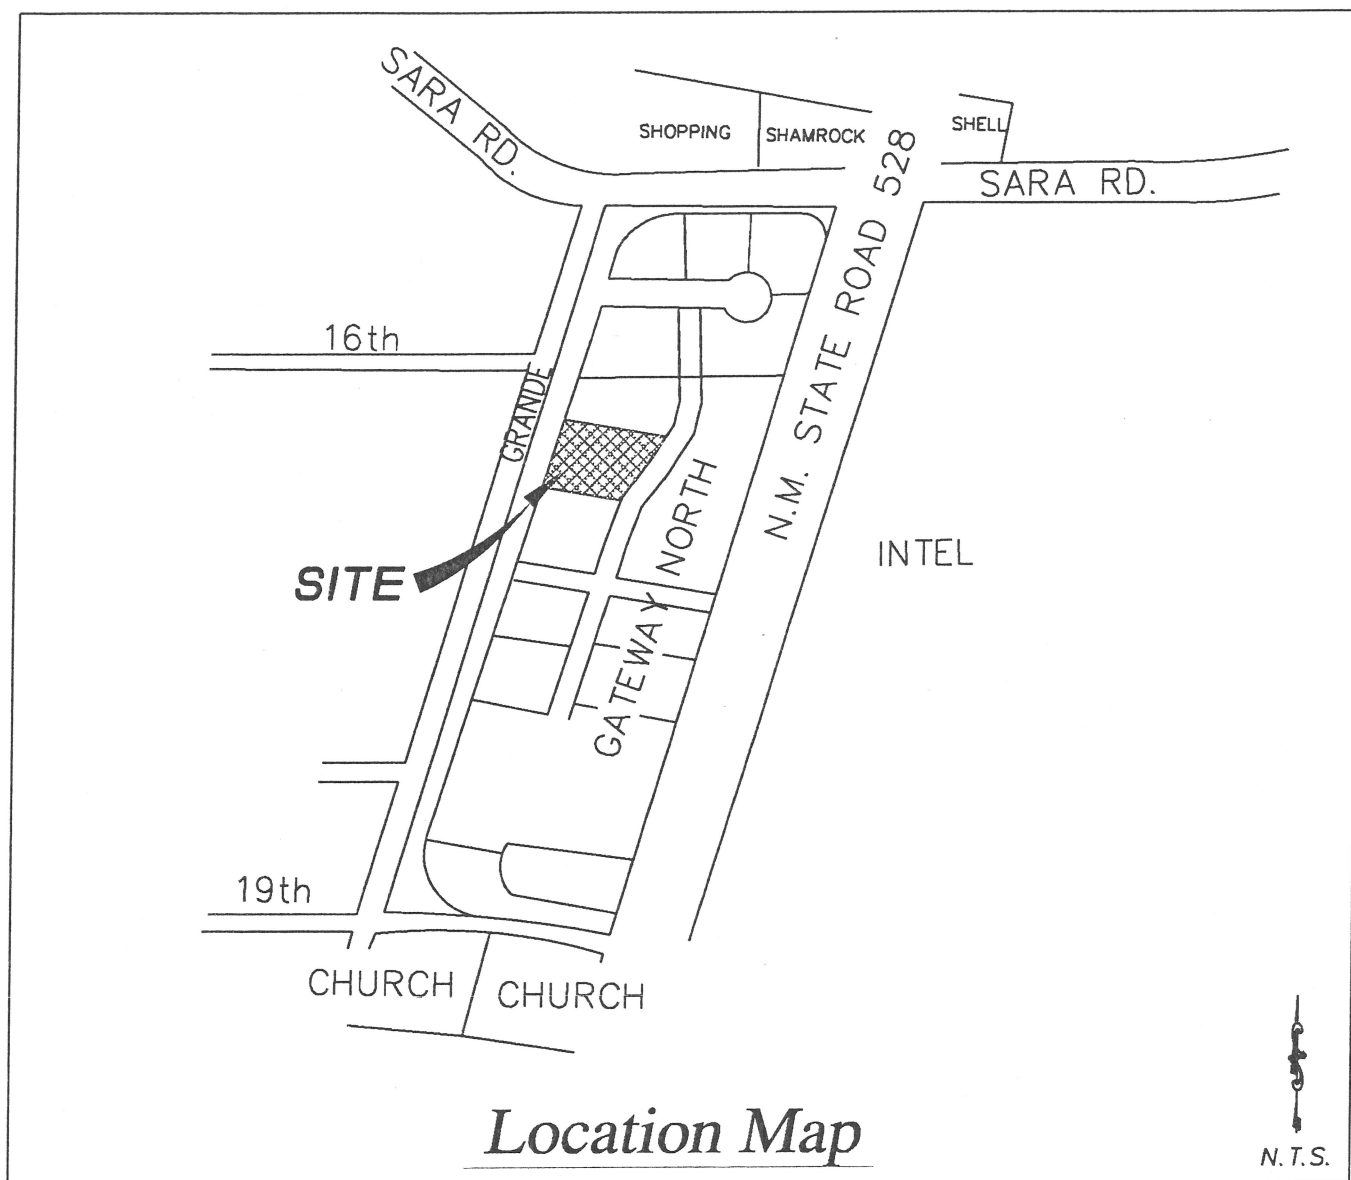 SARA RD.
SHOPPING
SHAMROCK
SHELL
SARA RD.
N.M. STATE ROAD 528
16th
GRANDE
SITE
GATEWAY NORTH
INTEL
19th
CHURCH
CHURCH
Location Map
N.T.S.